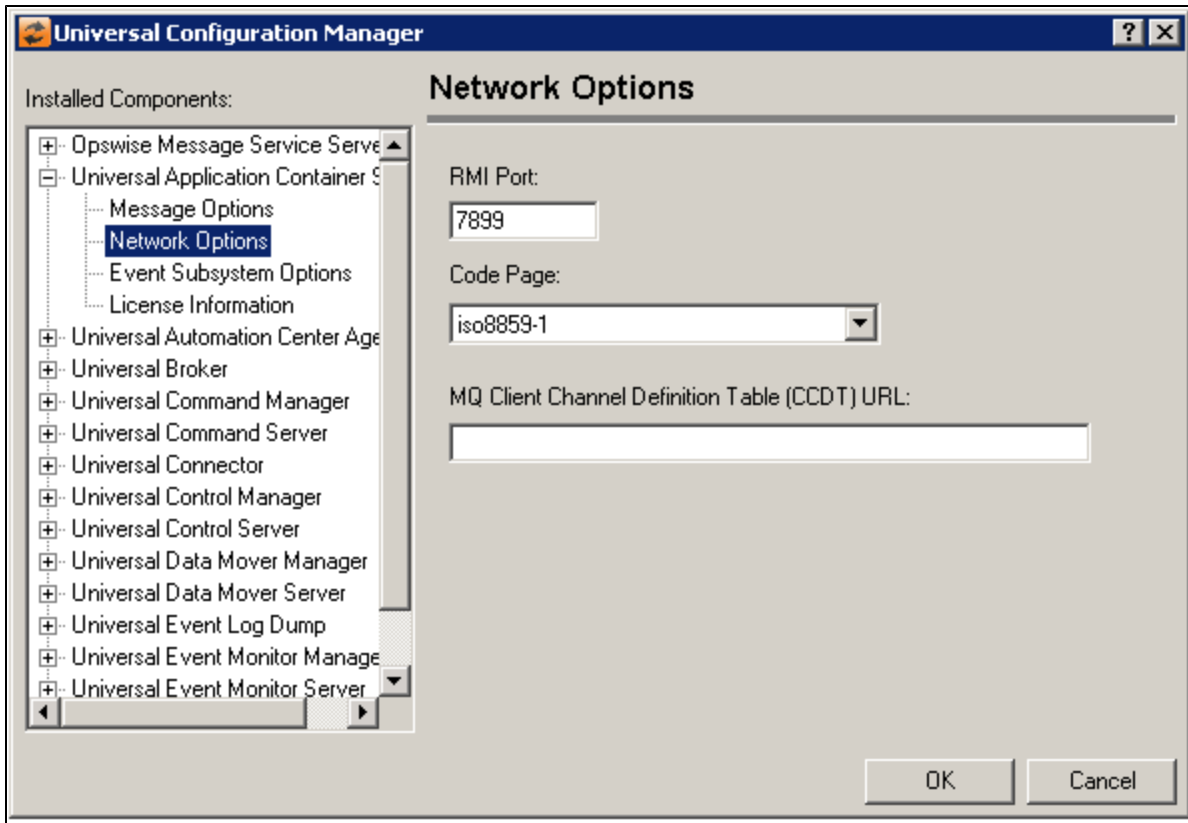 Universal Configuration Manager
Installed Components:
Opswise Message Service Serve
Universal Application Container S
Message Options
Network Options
Event Subsystem Options
License Information
Universal Automation Center Age
Universal Broker
Universal Command Manager
Universal Command Server
Universal Connector
Universal Control Manager
Universal Control Server
Universal Data Mover Manager
Universal Data Mover Server
Universal Event Log Dump
Universal Event Monitor Manage
Universal Event Monitor Server
Network Options
RMI Port:
7899
Code Page:
iso8859-1
MQ Client Channel Definition Table (CCDT) URL:
OK
Cancel